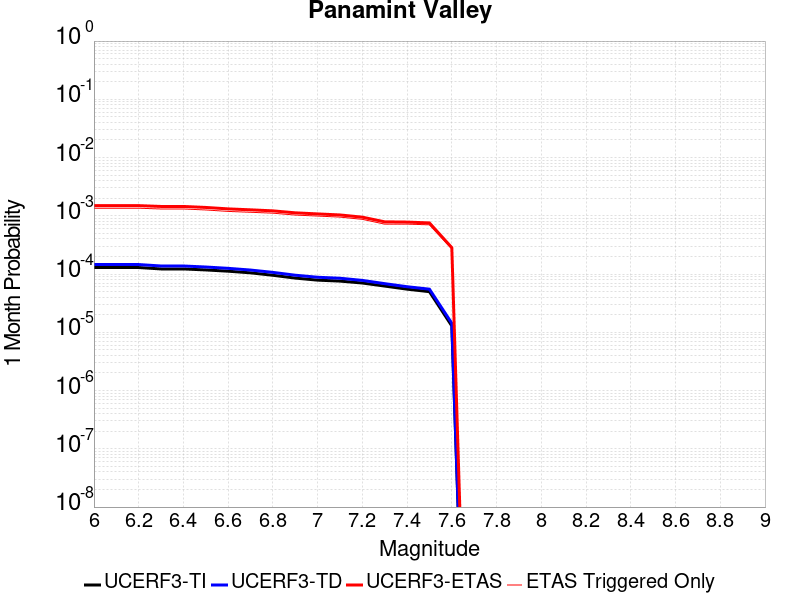 Panamint Valley
10^0
10^-1
10^-2
10^-3
10^-4
10^-5
10^-6
10^-7
10^-8
1 Month Probability
6 6.2 6.4 6.6 6.8 7 7.2 7.4 7.6 7.8 8 8.2 8.4 8.6 8.8 9
Magnitude
UCERF3-TI UCERF3-TD UCERF3-ETAS ETAS Triggered Only